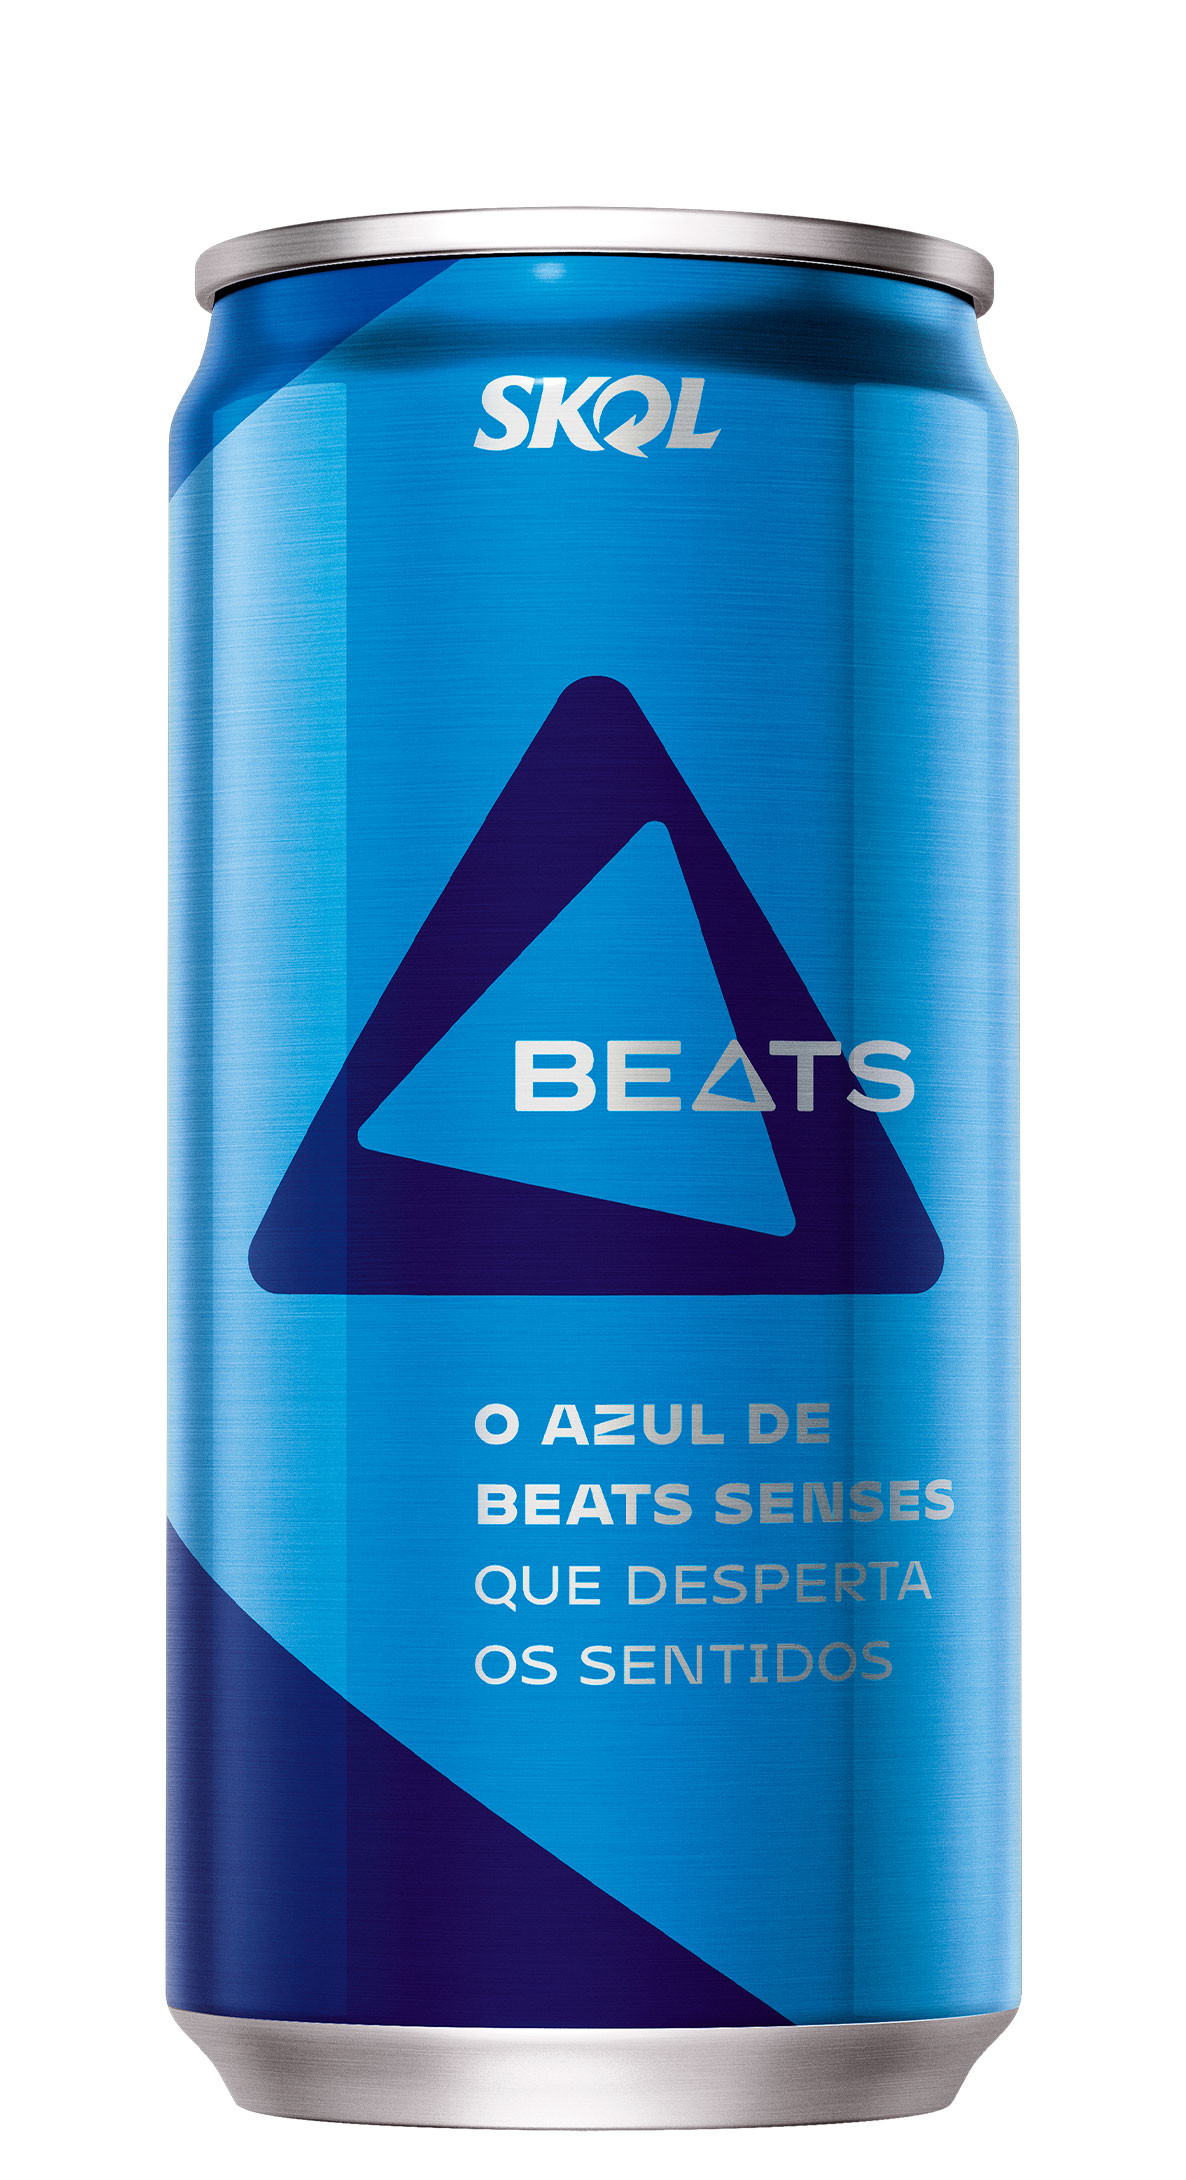 SKOL
BEATS
O AZUL DE
BEATS SENSES
QUE DESPERTA
OS SENTIDOS